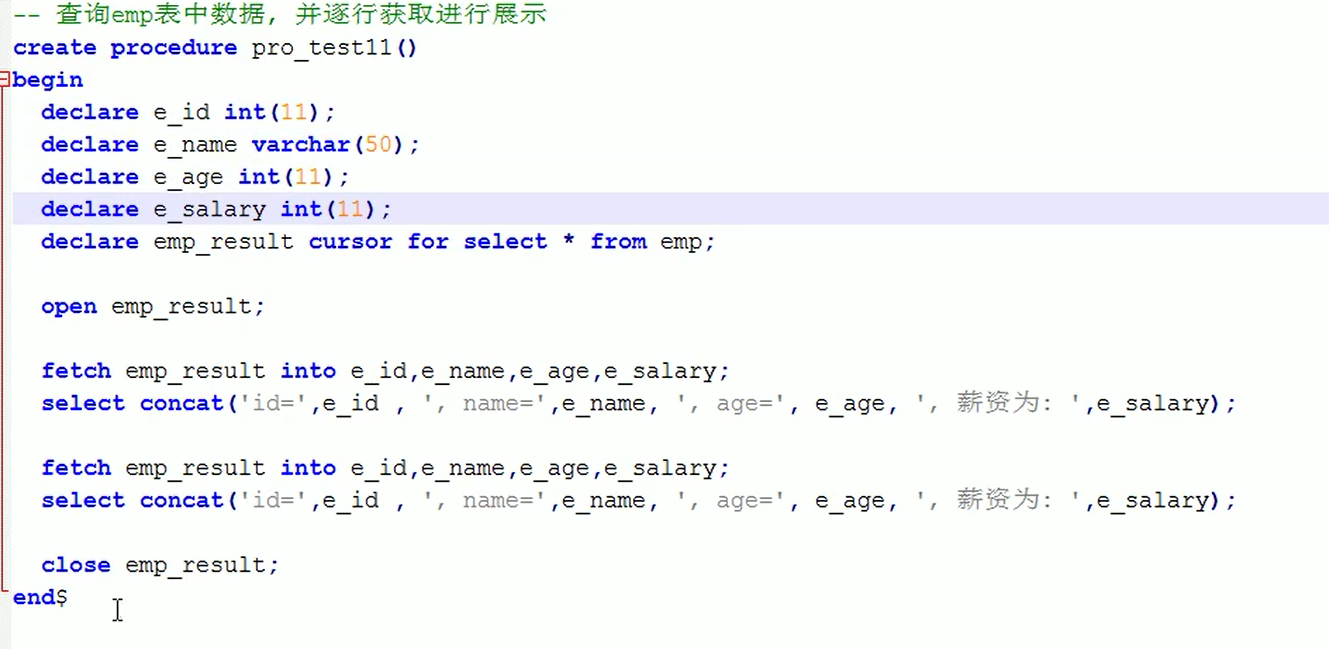 -- 查询emp表中数据, 并逐行获取进行展示
create procedure pro_test11()
begin
declare e_id int(11);
declare e_name varchar(50);
declare e_age int(11);
declare e_salary int(11);
declare emp_result cursor for select * from emp;
open emp_result;
fetch emp_result into e_id,e_name,e_age,e_salary;
select concat('id=',e_id , ', name=',e_name, ', age=', e_age, ', 薪资为: ',e_salary);
fetch emp_result into e_id,e_name,e_age,e_salary;
select concat('id=',e_id , ', name=',e_name, ', age=', e_age, ', 薪资为: ',e_salary);
close emp_result;
end$